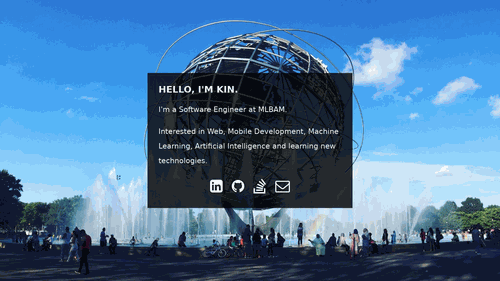 HELLO, I'M KIN.
I'm a Software Engineer at MLBAM.
Interested in Web, Mobile Development, Machine
Learning, Artificial Intelligence and learning new
technologies.